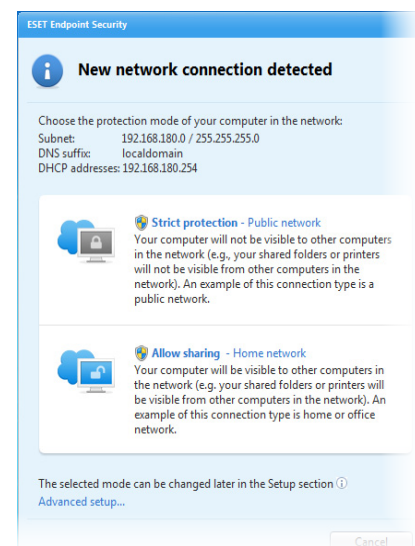 ESET Endpoint Security
New network connection detected
Choose the protection mode of your computer in the network:
Subnet: 192.168.180.0 / 255.255.255.0
DNS suffix: localdomain
DHCP addresses: 192.168.180.254
Strict protection - Public network
Your computer will not be visible to other computers
in the network (e.g., your shared folders or printers
will not be visible from other computers in the
network). An example of this connection type is a
public network.
Allow sharing - Home network
Your computer will be visible to other computers in
the network (e.g. your shared folders or printers will
be visible from other computers in the network). An
example of this connection type is home or office
network.
The selected mode can be changed later in the Setup section
Advanced setup...
Cancel